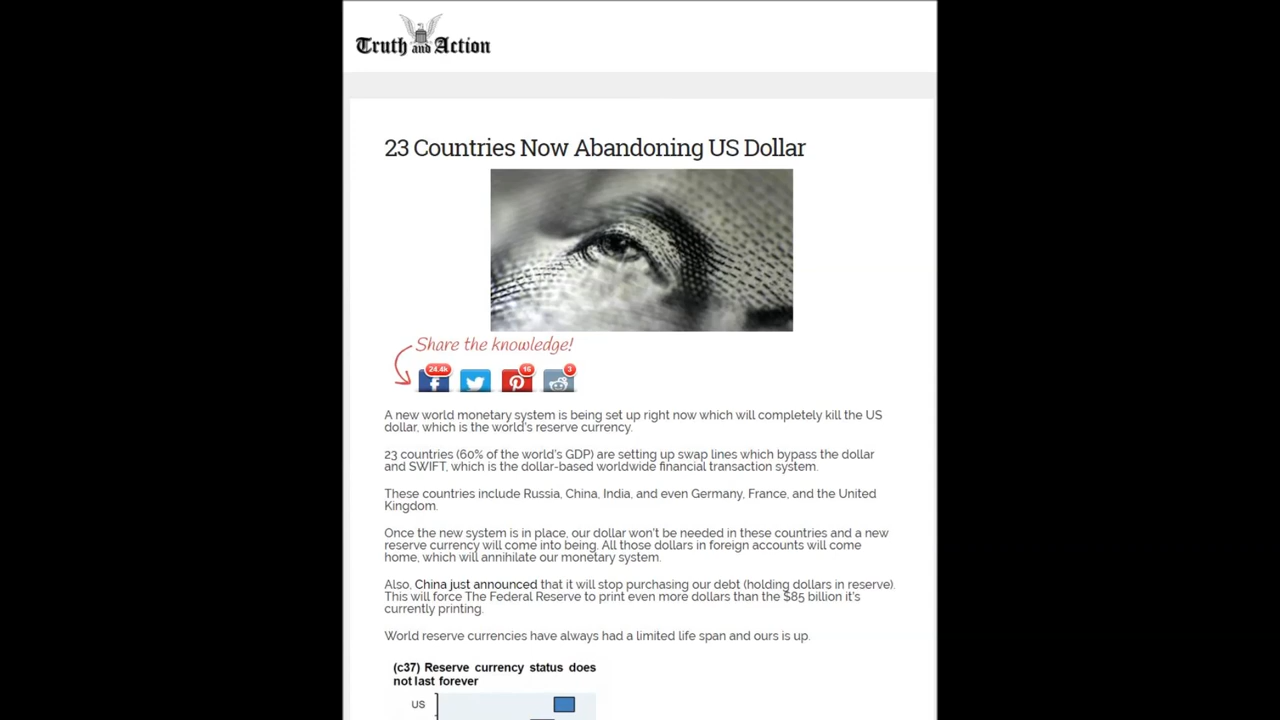 Truth and Action
23 Countries Now Abandoning US Dollar
Share the knowledge!
24.4k 16 3
A new world monetary system is being set up right now which will completely kill the US
dollar, which is the world's reserve currency.
23 countries (60% of the world's GDP) are setting up swap lines which bypass the dollar
and SWIFT, which is the dollar-based worldwide financial transaction system.
These countries include Russia, China, India, and even Germany, France, and the United
Kingdom.
Once the new system is in place, our dollar won't be needed in these countries and a new
reserve currency will come into being. All those dollars in foreign accounts will come
home, which will annihilate our monetary system.
Also, China just announced that it will stop purchasing our debt (holding dollars in reserve).
This will force The Federal Reserve to print even more dollars than the $85 billion it's
currently printing.
World reserve currencies have always had a limited life span and ours is up.
(c37) Reserve currency status does
not last forever
US